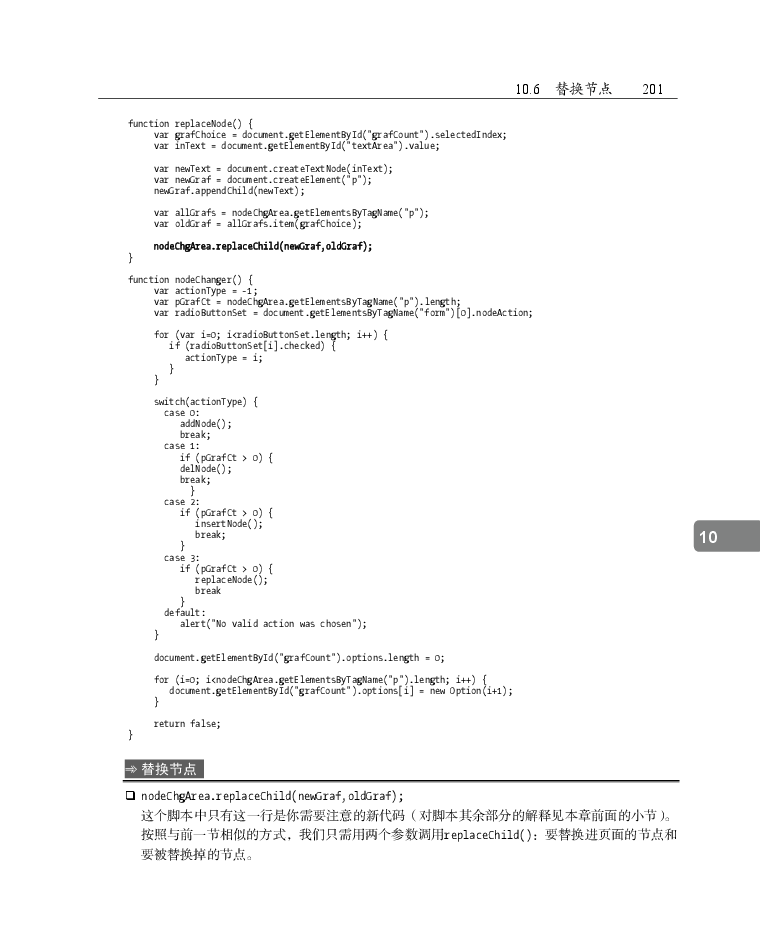 10.6 替换节点 201
function replaceNode() {
var grafChoice = document.getElementById("grafCount").selectedIndex;
var inText = document.getElementById("textArea").value;
var newText = document.createTextNode(inText);
var newGraf = document.createElement("p");
newGraf.appendChild(newText);
var allGrafs = nodeChgArea.getElementsByTagName("p");
var oldGraf = allGrafs.item(grafChoice);
nodeChgArea.replaceChild(newGraf,oldGraf);
}
function nodeChanger() {
var actionType = -1;
var pGrafCt = nodeChgArea.getElementsByTagName("p").length;
var radioButtonSet = document.getElementsByTagName("form")[0].nodeAction;
for (var i=0; i<radioButtonSet.length; i++) {
if (radioButtonSet[i].checked) {
actionType = i;
}
}
switch(actionType) {
case 0:
addNode();
break;
case 1:
if (pGrafCt > 0) {
delNode();
break;
}
case 2:
if (pGrafCt > 0) {
insertNode();
break;
}
case 3:
if (pGrafCt > 0) {
replaceNode();
break
}
default:
alert("No valid action was chosen");
}
document.getElementById("grafCount").options.length = 0;
for (i=0; i<nodeChgArea.getElementsByTagName("p").length; i++) {
document.getElementById("grafCount").options[i] = new Option(i+1);
}
return false;
}
10
替换节点
nodeChgArea.replaceChild(newGraf,oldGraf);
这个脚本中只有这一行是你需要注意的新代码（对脚本其余部分的解释见本章前面的小节）。
按照与前一节相似的方式，我们只需用两个参数调用replaceChild()：要替换进页面的节点和
要被替换掉的节点。